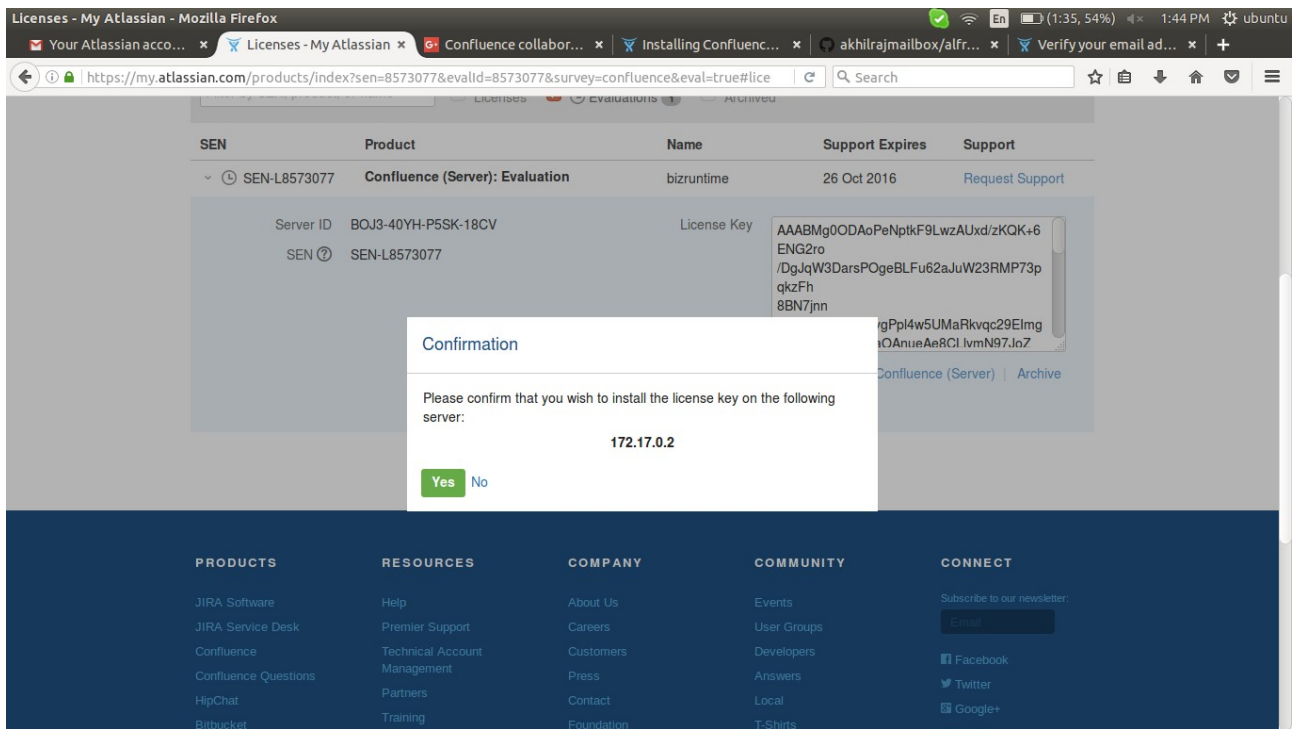 Licenses - My Atlassian - Mozilla Firefox
En (1:35, 54%) 1:44 PM ubuntu
Your Atlassian acco... × Licenses - My Atlassian × G+ Confluence collabor... × Installing Confluenc... × akhilrajmailbox/alfr... × Verify your email ad... × +
https://my.atlassian.com/products/index?sen=8573077&evalId=8573077&survey=confluence&eval=true#lice Search
Licenses Evaluations 1 Archived
SEN Product Name Support Expires Support
SEN-L8573077 Confluence (Server): Evaluation bizruntime 26 Oct 2016 Request Support
Server ID BOJ3-40YH-P5SK-18CV License Key
SEN ? SEN-L8573077
AAABMg0ODAoPeNptkF9LwzAUxd/zKQK+6
ENG2ro
/DgJqW3DarsPOgeBLFu62aJuW23RMP73p
qkzFh
8BN7jnn
Confirmation
Please confirm that you wish to install the license key on the following
server:
172.17.0.2
Yes No
Confluence (Server) | Archive
PRODUCTS RESOURCES COMPANY COMMUNITY CONNECT
JIRA Software Help About Us Events Subscribe to our newsletter:
JIRA Service Desk Premier Support Careers User Groups Email
Confluence Technical Account Customers Developers Facebook
Confluence Questions Management Press Answers Twitter
HipChat Partners Contact Local Google+
Bitbucket Training Foundation T-Shirts